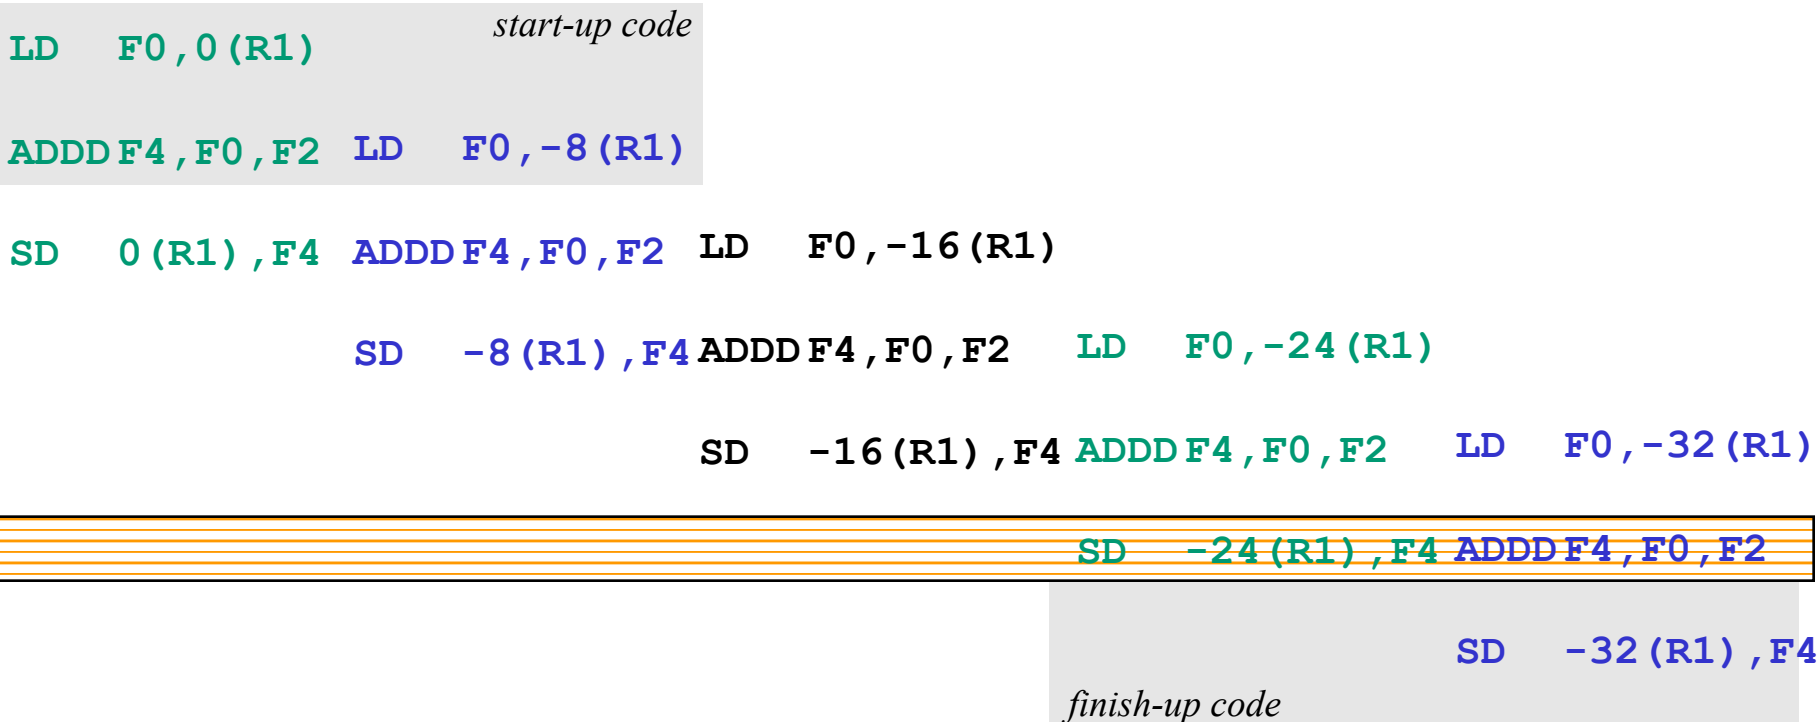 start-up code
LD F0,0(R1)
ADDD F4,F0,F2 LD F0,-8(R1)
SD 0(R1),F4 ADDD F4,F0,F2 LD F0,-16(R1)
SD -8(R1),F4 ADDD F4,F0,F2 LD F0,-24(R1)
SD -16(R1),F4 ADDD F4,F0,F2 LD F0,-32(R1)
SD -24(R1),F4 ADDD F4,F0,F2
SD -32(R1),F4
finish-up code